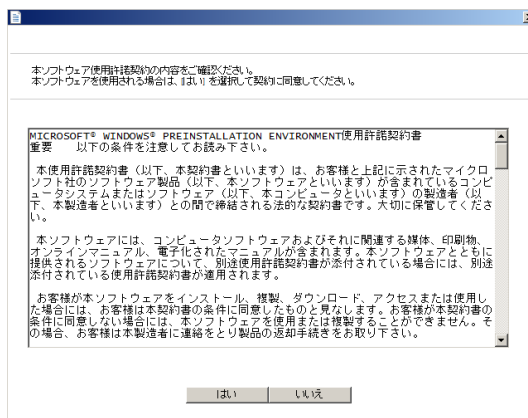 本ソフトウェア使用許諾契約の内容をご確認ください。
本ソフトウェアを使用される場合は、[はい] を選択して契約に同意してください。
MICROSOFT® WINDOWS® PREINSTALLATION ENVIRONMENT使用許諾契約書
重要 以下の条件を注意してお読み下さい。
本使用許諾契約書（以下、本契約書といいます）は、お客様と上記に示されたマイクロ
ソフト社のソフトウェア製品（以下、本ソフトウェアといいます）が含まれているコンピ
ュータシステムまたはソフトウェア（以下、本コンピュータといいます）の製造者（以
下、本製造者といいます）との間で締結される法的な契約書です。大切に保管してくださ
い。
本ソフトウェアには、コンピュータソフトウェアおよびそれに関連する媒体、印刷物、
オンラインマニュアル、電子化されたマニュアルが含まれます。本ソフトウェアとともに
提供されるソフトウェアについて、別途使用許諾契約書が添付されている場合には、別途
添付されている使用許諾契約書が適用されます。
お客様が本ソフトウェアをインストール、複製、ダウンロード、アクセスまたは使用し
た場合には、お客様は本契約書の条件に同意したものと見なします。お客様が本契約書の
条件に同意しない場合には、本ソフトウェアを使用または複製することができません。そ
の場合、お客様は本製造者に連絡をとり製品の返却手続きをお取り下さい。
はい いいえ